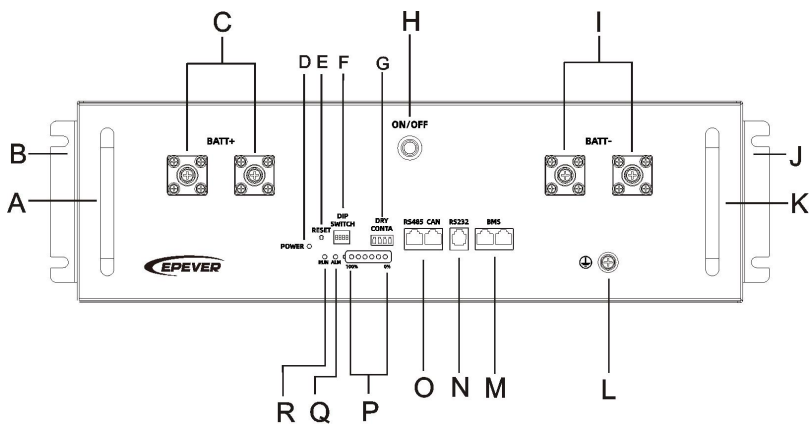 C
H
I
D E F G
ON/OFF
B
BATT+
BATT-
J
A
K
DIP
SWITCH
RESET
DRY
CONTA
RS485 CAN
RS232
BMS
POWER
EPEVER
RUN ALM
100%
0%
R
Q
P
O
N
M
L